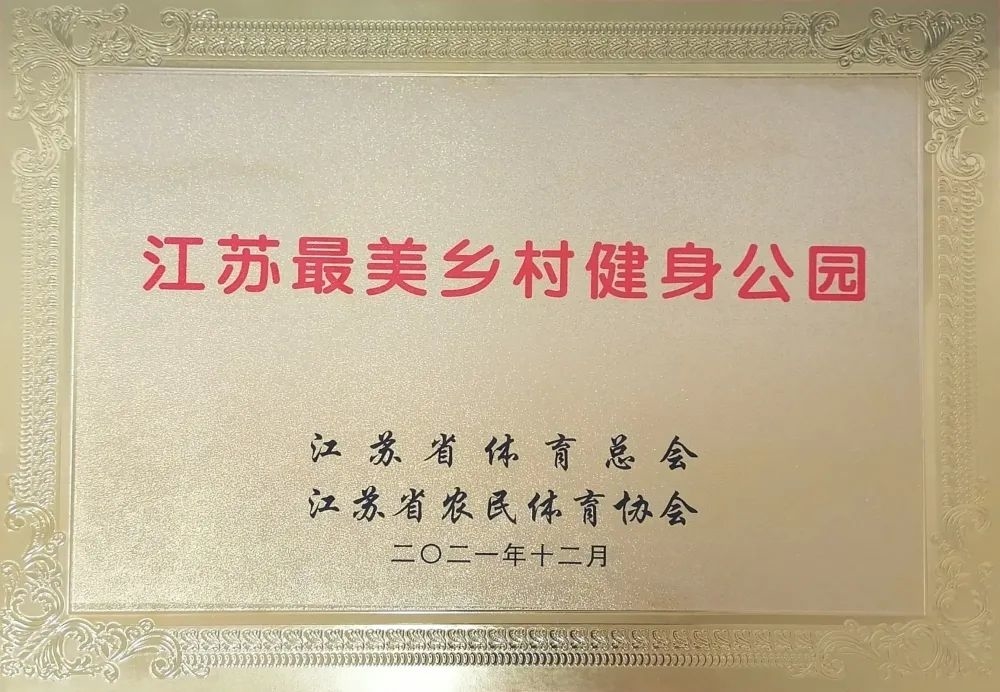 江苏最美乡村健身公园
江苏省体育总会
江苏省农民体育协会
二〇二一年十二月